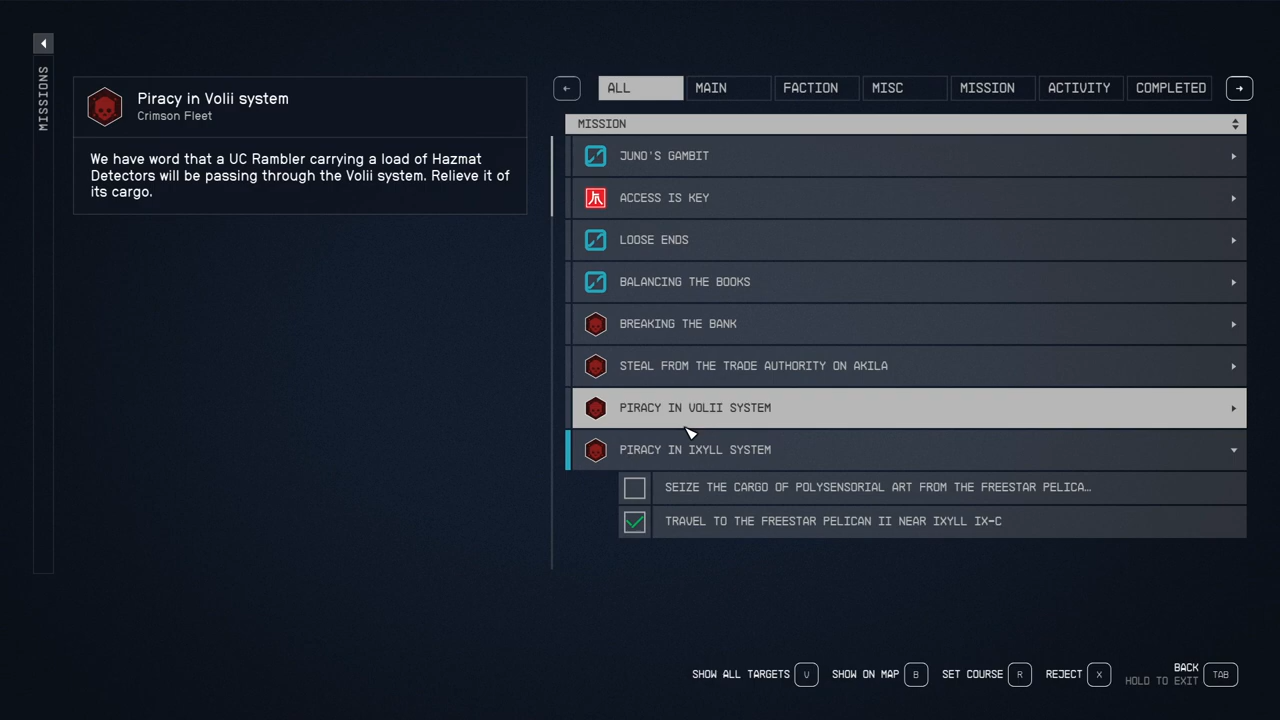 MISSIONS
Piracy in Volii system
Crimson Fleet
We have word that a UC Rambler carrying a load of Hazmat
Detectors will be passing through the Volii system. Relieve it of
its cargo.
ALL
MAIN
FACTION
MISC
MISSION
ACTIVITY
COMPLETED
MISSION
JUNO'S GAMBIT
ACCESS IS KEY
LOOSE ENDS
BALANCING THE BOOKS
BREAKING THE BANK
STEAL FROM THE TRADE AUTHORITY ON AKILA
PIRACY IN VOLII SYSTEM
PIRACY IN IXYLL SYSTEM
SEIZE THE CARGO OF POLYSENSORIAL ART FROM THE FREESTAR PELICA…
TRAVEL TO THE FREESTAR PELICAN II NEAR IXYLL IX-C
SHOW ALL TARGETS V
SHOW ON MAP B
SET COURSE R
REJECT X
BACK
HOLD TO EXIT
TAB